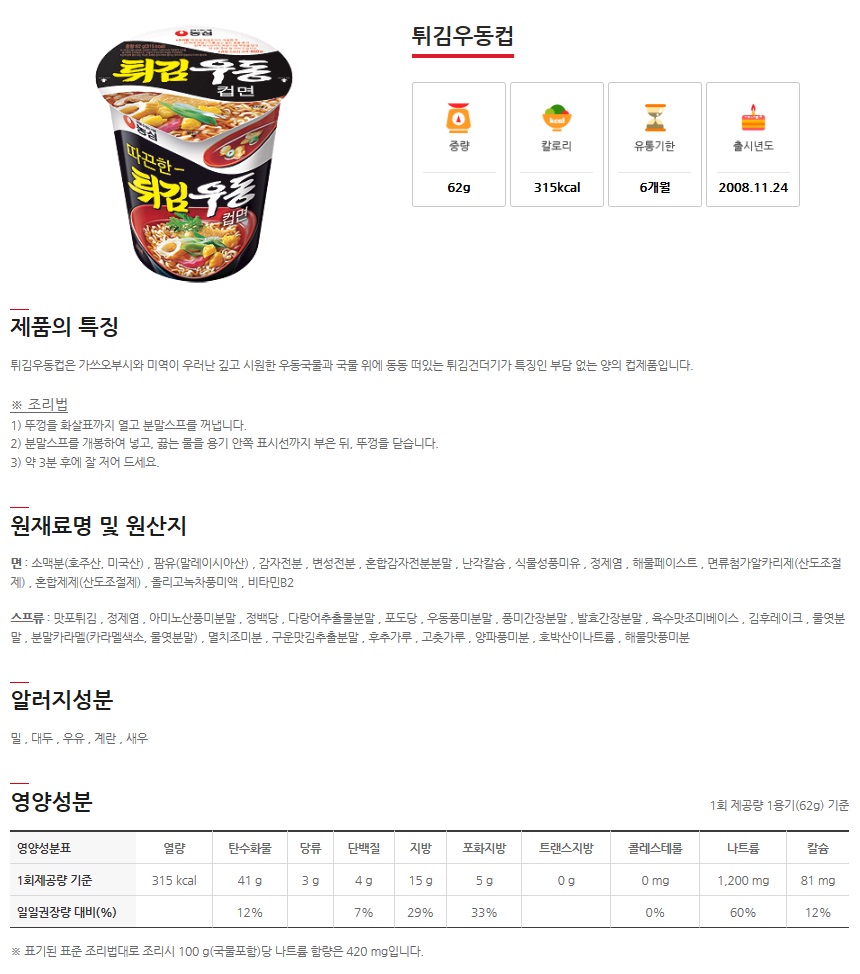 농심
튀김우동
컵면
농심
따끈한
튀김우동
컵면
튀김우동컵
중량
칼로리
유통기한
출시년도
62g
315kcal
6개월
2008.11.24
제품의 특징
튀김우동컵은 가쓰오부시와 미역이 우러난 깊고 시원한 우동국물과 국물 위에 동동 떠있는 튀김건더기가 특징인 부담 없는 양의 컵제품입니다.
※ 조리법
1) 뚜껑을 화살표까지 열고 분말스프를 꺼냅니다.
2) 분말스프를 개봉하여 넣고, 끓는 물을 용기 안쪽 표시선까지 부은 뒤, 뚜껑을 닫습니다.
3) 약 3분 후에 잘 저어 드세요.
원재료명 및 원산지
면 : 소맥분(호주산, 미국산) , 팜유(말레이시아산) , 감자전분 , 변성전분 , 혼합감자전분분말 , 난각칼슘 , 식물성풍미유 , 정제염 , 해물페이스트 , 면류첨가알카리제(산도조절
제) , 혼합제제(산도조절제) , 올리고녹차풍미액 , 비타민B2
스프류 : 맛포튀김 , 정제염 , 아미노산풍미분말 , 정백당 , 다랑어추출물분말 , 포도당 , 우동풍미분말 , 풍미간장분말 , 발효간장분말 , 육수맛조미베이스 , 김후레이크 , 물엿분
말 , 분말카라멜(카라멜색소, 물엿분말) , 멸치조미분 , 구운맛김추출분말 , 후추가루 , 고춧가루 , 양파풍미분 , 호박산이나트륨 , 해물맛풍미분
알러지성분
밀 , 대두 , 우유 , 계란 , 새우
영양성분
1회 제공량 1용기(62g) 기준
영양성분표 열량 탄수화물 당류 단백질 지방 포화지방 트랜스지방 콜레스테롤 나트륨 칼슘
1회제공량 기준 315 kcal 41 g 3 g 4 g 15 g 5 g 0 g 0 mg 1,200 mg 81 mg
일일권장량 대비(%) 12% 7% 29% 33% 0% 60% 12%
※ 표기된 표준 조리법대로 조리시 100 g(국물포함)당 나트륨 함량은 420 mg입니다.